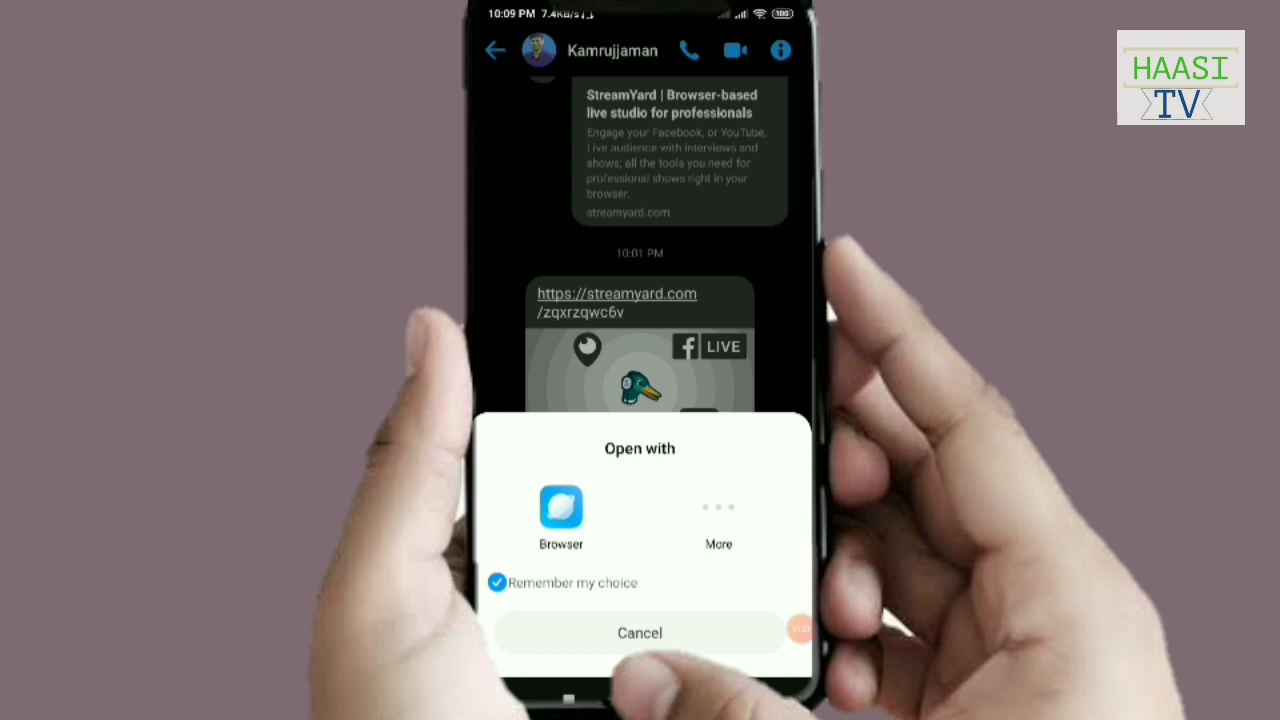 10:09 PM 7.4KB/s
100
Kamrujjaman
HAASI
TV
StreamYard | Browser-based
live studio for professionals
Engage your Facebook, or YouTube,
Live audience with interviews and
shows; all the tools you need for
professional shows right in your
browser.
streamyard.com
10:01 PM
https://streamyard.com
/zqxrzqwc6v
f LIVE
Open with
Browser
More
Remember my choice
Cancel